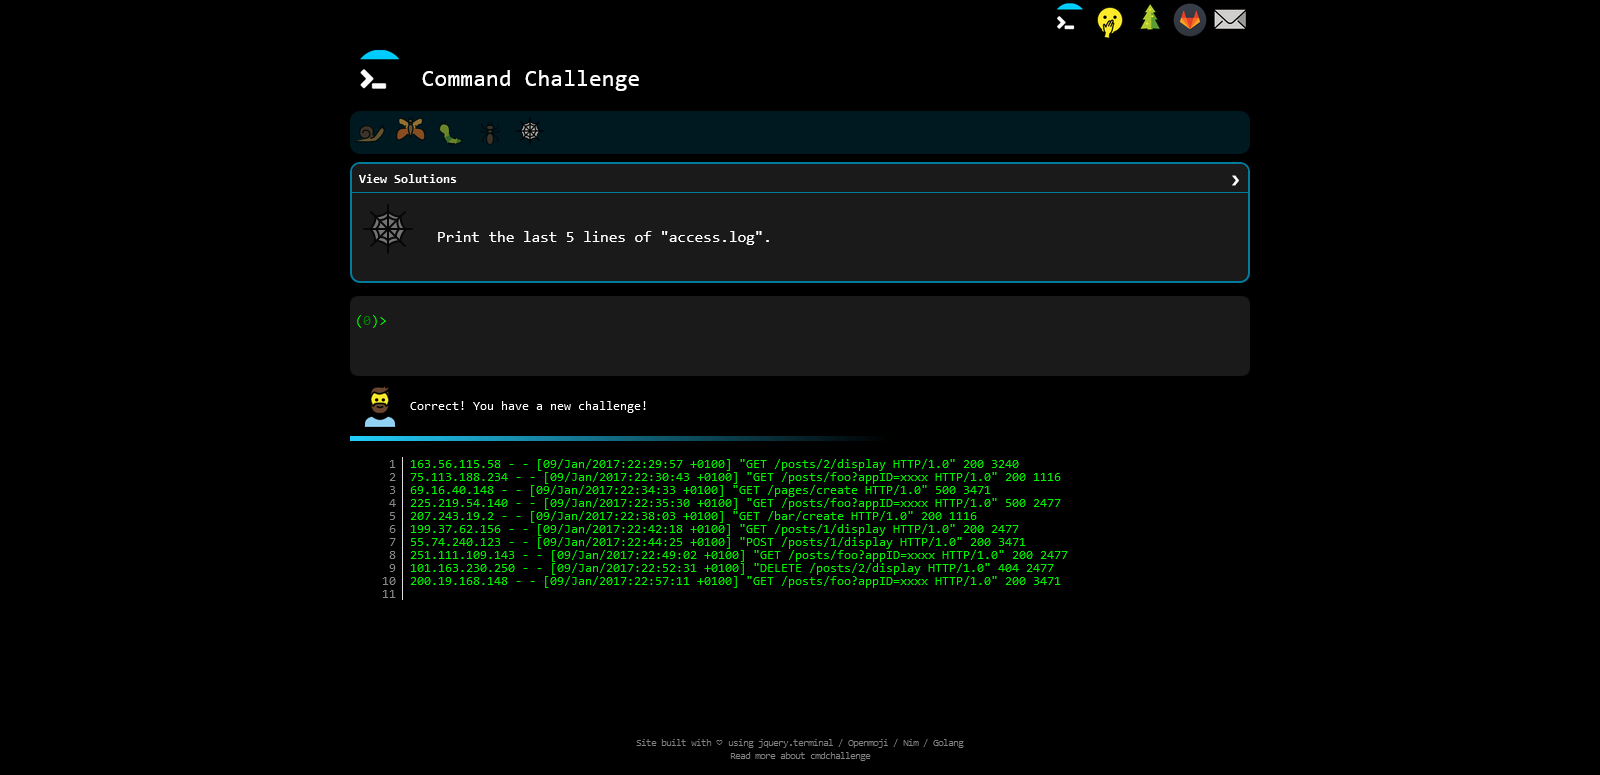 Command Challenge
View Solutions
Print the last 5 lines of "access.log".
(0)>
Correct! You have a new challenge!
1 163.56.115.58 - - [09/Jan/2017:22:29:57 +0100] "GET /posts/2/display HTTP/1.0" 200 3240
2 75.113.188.234 - - [09/Jan/2017:22:30:43 +0100] "GET /posts/foo?appID=xxxx HTTP/1.0" 200 1116
3 69.16.40.148 - - [09/Jan/2017:22:34:33 +0100] "GET /pages/create HTTP/1.0" 500 3471
4 225.219.54.140 - - [09/Jan/2017:22:35:30 +0100] "GET /posts/foo?appID=xxxx HTTP/1.0" 500 2477
5 207.243.19.2 - - [09/Jan/2017:22:38:03 +0100] "GET /bar/create HTTP/1.0" 200 1116
6 199.37.62.156 - - [09/Jan/2017:22:42:18 +0100] "GET /posts/1/display HTTP/1.0" 200 2477
7 55.74.240.123 - - [09/Jan/2017:22:44:25 +0100] "POST /posts/1/display HTTP/1.0" 200 3471
8 251.111.109.143 - - [09/Jan/2017:22:49:02 +0100] "GET /posts/foo?appID=xxxx HTTP/1.0" 200 2477
9 101.163.230.250 - - [09/Jan/2017:22:52:31 +0100] "DELETE /posts/2/display HTTP/1.0" 404 2477
10 200.19.168.148 - - [09/Jan/2017:22:57:11 +0100] "GET /posts/foo?appID=xxxx HTTP/1.0" 200 3471
11
Site built with ♡ using jquery.terminal / Openmoji / Nim / Golang
Read more about cmdchallenge